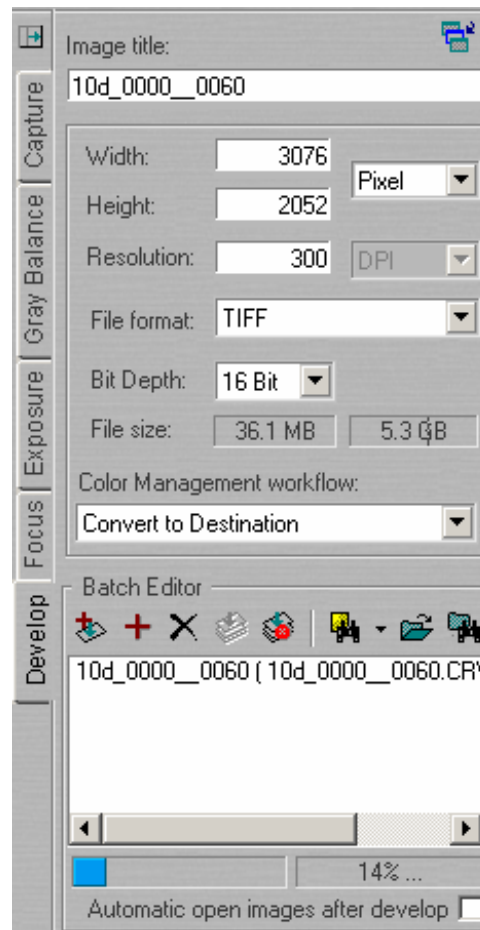 Image title:
10d_0000__0060
Capture
Gray Balance
Exposure
Focus
Develop
Width: 3076
Pixel
Height: 2052
Resolution: 300 DPI
File format: TIFF
Bit Depth: 16 Bit
File size: 36.1 MB 5.3 GB
Color Management workflow:
Convert to Destination
Batch Editor
10d_0000__0060 ( 10d_0000__0060.CR
14% ...
Automatic open images after develop